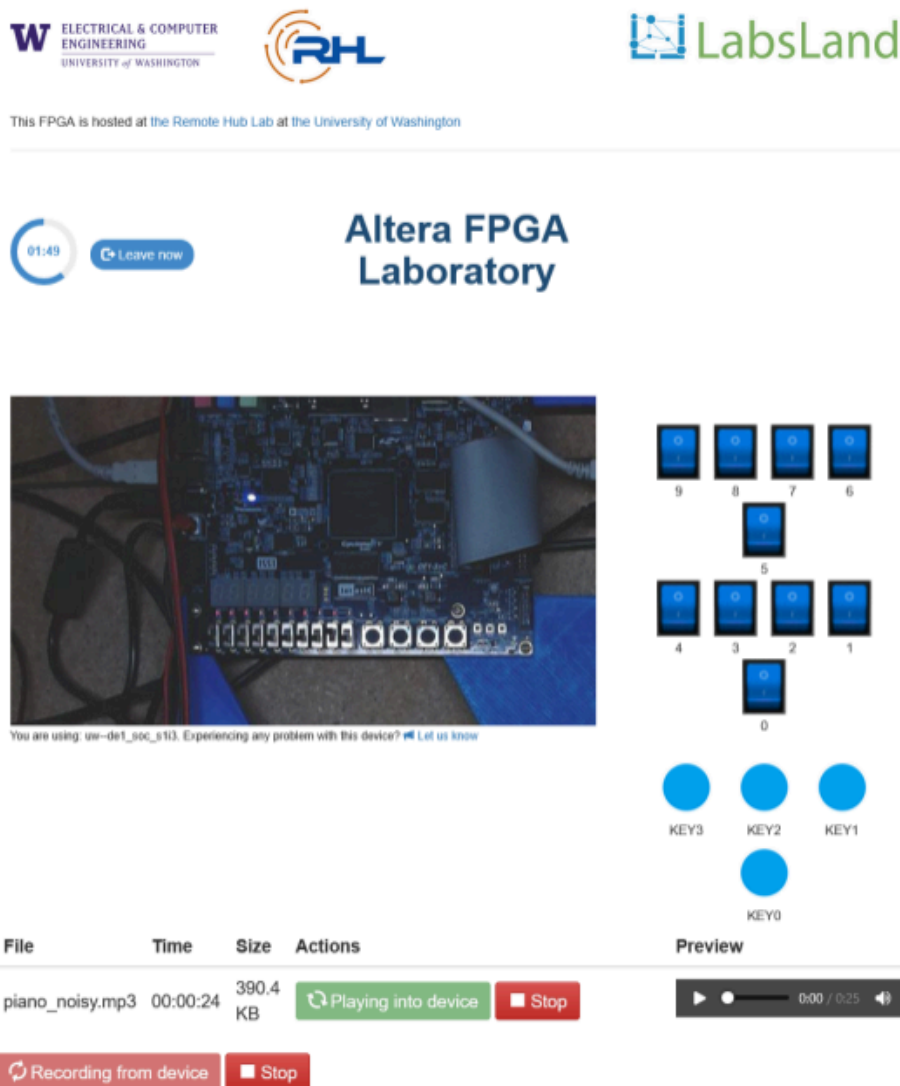 W ELECTRICAL & COMPUTER
ENGINEERING
UNIVERSITY of WASHINGTON
RHL
LabsLand
This FPGA is hosted at the Remote Hub Lab at the University of Washington
01:49
Leave now
Altera FPGA
Laboratory
9 8 7 6
5
4 3 2 1
0
You are using: uw--de1_soc_s1i3. Experiencing any problem with this device? Let us know
KEY3 KEY2 KEY1
KEY0
File Time Size Actions Preview
piano_noisy.mp3 00:00:24 390.4
KB
Playing into device Stop
0:00 / 0:25
Recording from device Stop